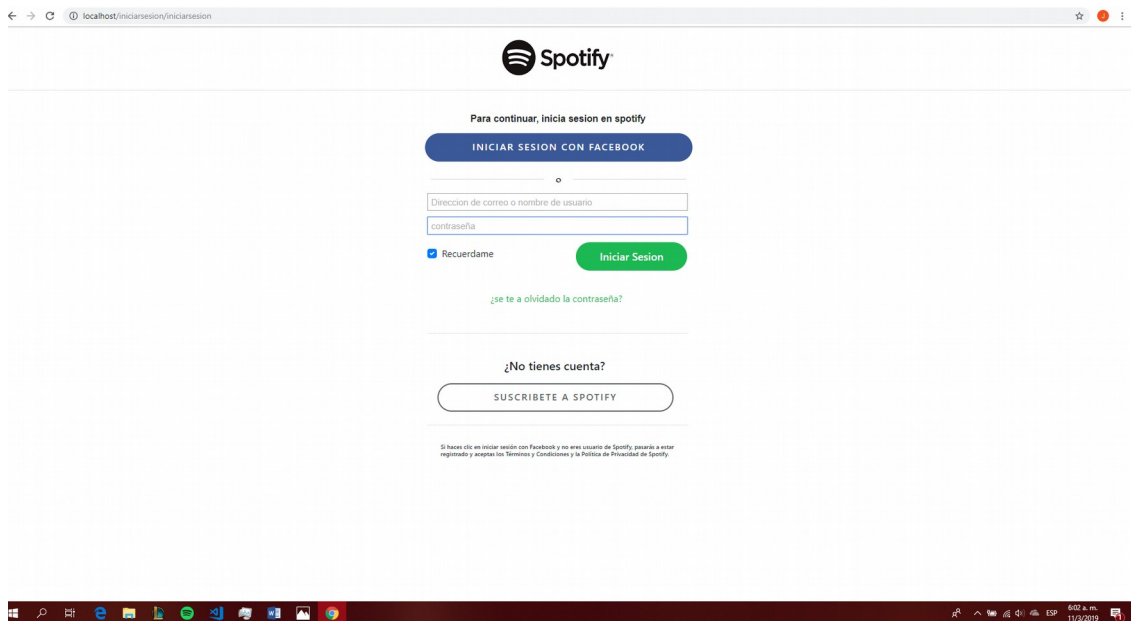 localhost/iniciarsesion/iniciarsesion
J
Spotify
Para continuar, inicia sesion en spotify
INICIAR SESION CON FACEBOOK
o
Direccion de correo o nombre de usuario
contraseña
Recuerdame
Iniciar Sesion
¿se te a olvidado la contraseña?
¿No tienes cuenta?
SUSCRIBETE A SPOTIFY
Si haces clic en iniciar sesión con Facebook y no eres usuario de Spotify, pasarás a estar
registrado y aceptas los Términos y Condiciones y la Política de Privacidad de Spotify.
ESP
6:02 a. m.
11/3/2019